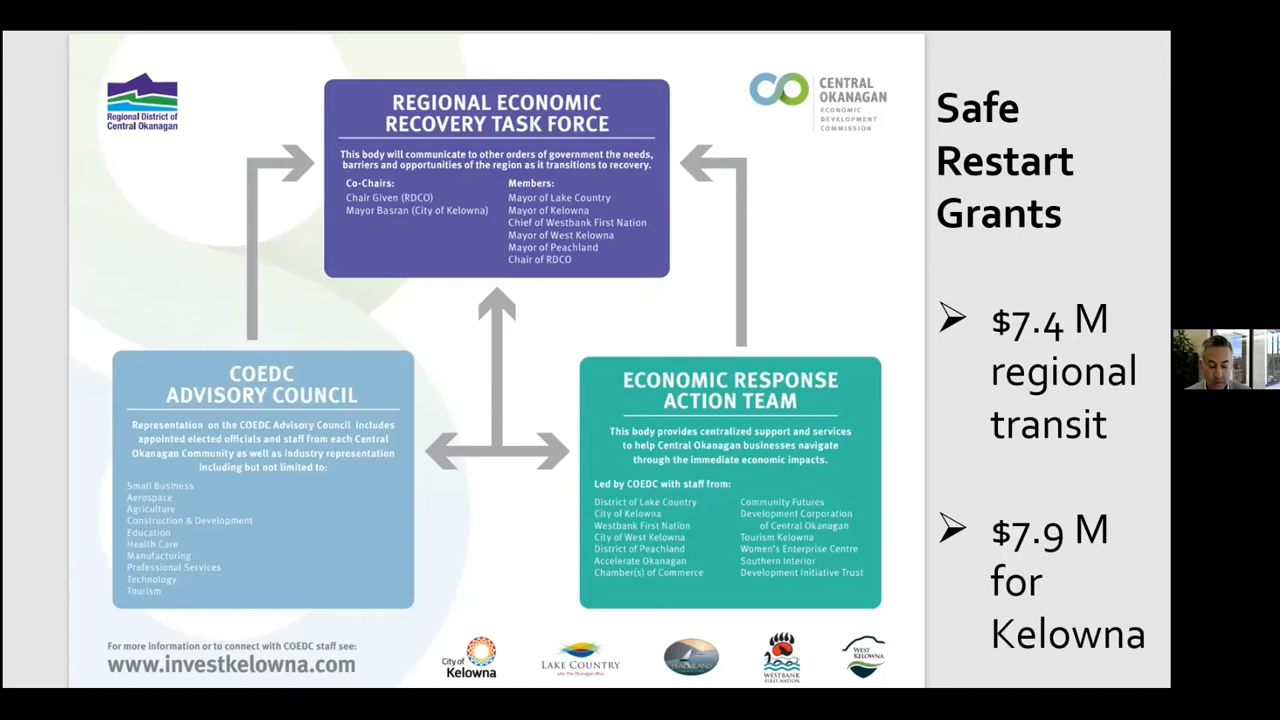 Regional District of
Central Okanagan
REGIONAL ECONOMIC
RECOVERY TASK FORCE
This body will communicate to other orders of government the needs,
barriers and opportunities of the region as it transitions to recovery.
Co-Chairs:
Chair Given (RDCO)
Mayor Basran (City of Kelowna)
Members:
Mayor of Lake Country
Mayor of Kelowna
Chief of Westbank First Nation
Mayor of West Kelowna
Mayor of Peachland
Chair of RDCO
CENTRAL
OKANAGAN
ECONOMIC
DEVELOPMENT
COMMISSION
COEDC
ADVISORY COUNCIL
Representation on the COEDC Advisory Council includes
appointed elected officials and staff from each Central
Okanagan Community as well as industry representation
including but not limited to:
Small Business
Aerospace
Agriculture
Construction & Development
Education
Health Care
Manufacturing
Professional Services
Technology
Tourism
ECONOMIC RESPONSE
ACTION TEAM
This body provides centralized support and services
to help Central Okanagan businesses navigate
through the immediate economic impacts.
Led by COEDC with staff from:
District of Lake Country
City of Kelowna
Westbank First Nation
City of West Kelowna
District of Peachland
Accelerate Okanagan
Chamber(s) of Commerce
Community Futures
Development Corporation
of Central Okanagan
Tourism Kelowna
Women's Enterprise Centre
Southern Interior
Development Initiative Trust
For more information or to connect with COEDC staff see:
www.investkelowna.com
City of
Kelowna
LAKE COUNTRY
Life. The Okanagan Way.
PEACHLAND
WESTBANK
FIRST NATION
WEST
KELOWNA
Safe
Restart
Grants
➢ $7.4 M
regional
transit
➢ $7.9 M
for
Kelowna